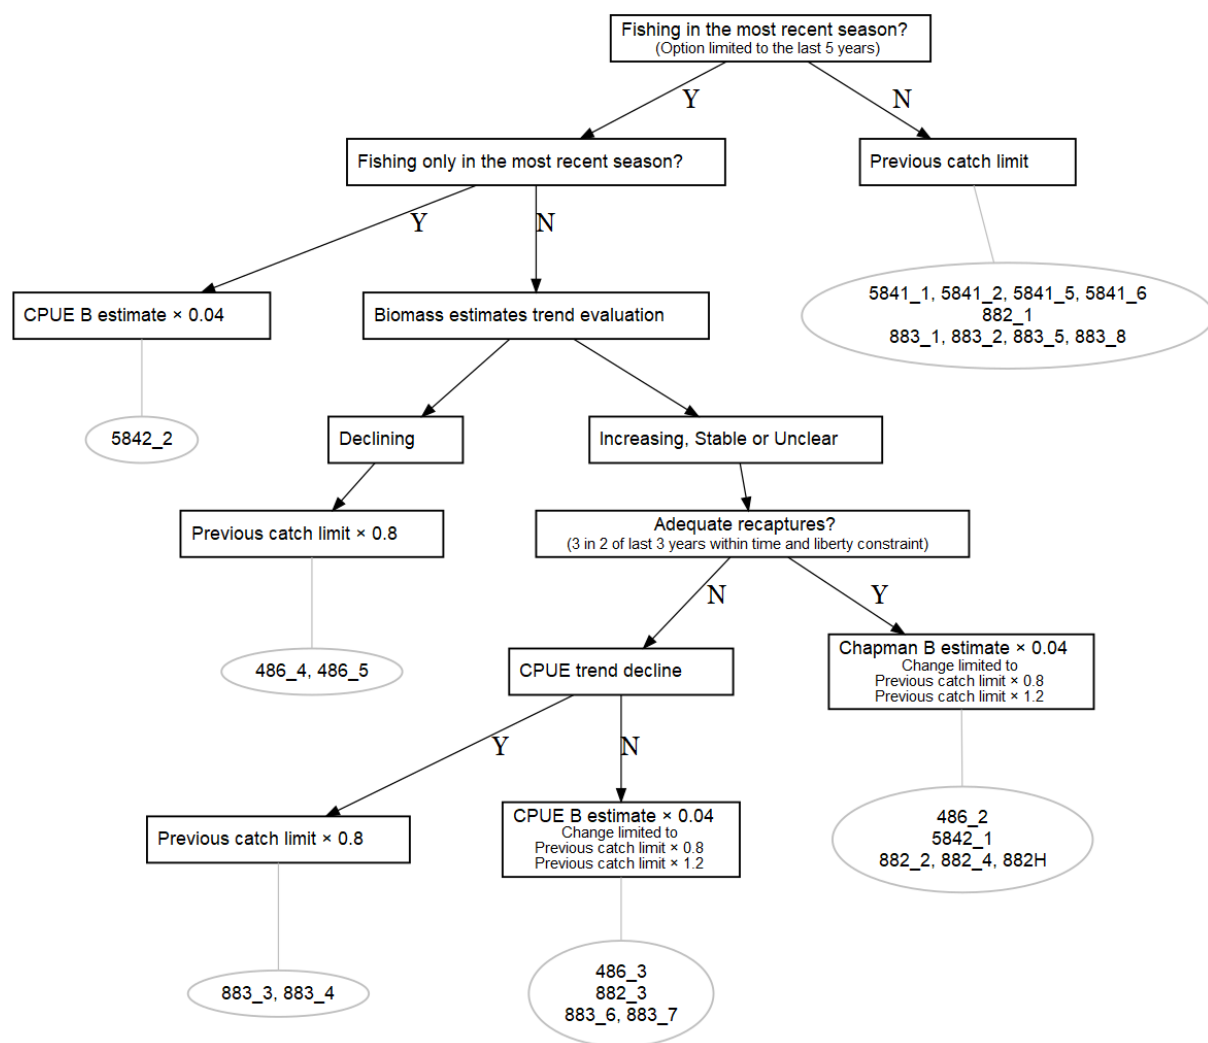 Fishing in the most recent season?
(Option limited to the last 5 years)
Y
N
Fishing only in the most recent season?
Previous catch limit
Y
N
5841_1, 5841_2, 5841_5, 5841_6
882_1
883_1, 883_2, 883_5, 883_8
CPUE B estimate × 0.04
Biomass estimates trend evaluation
5842_2
Declining
Increasing, Stable or Unclear
Previous catch limit × 0.8
Adequate recaptures?
(3 in 2 of last 3 years within time and liberty constraint)
N
Y
486_4, 486_5
CPUE trend decline
Chapman B estimate × 0.04
Change limited to
Previous catch limit × 0.8
Previous catch limit × 1.2
Y
N
Previous catch limit × 0.8
CPUE B estimate × 0.04
Change limited to
Previous catch limit × 0.8
Previous catch limit × 1.2
486_2
5842_1
882_2, 882_4, 882H
883_3, 883_4
486_3
882_3
883_6, 883_7